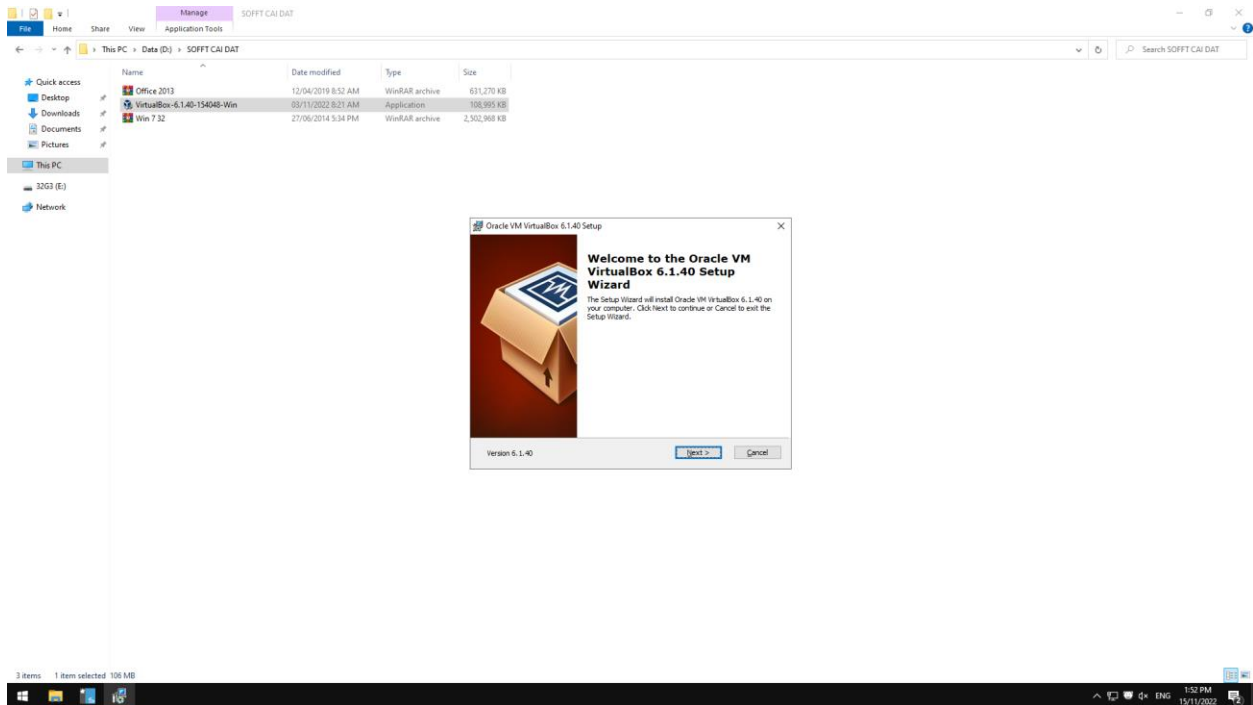 Manage
SOFFT CAI DAT
File Home Share View Application Tools
This PC > Data (D:) > SOFFT CAI DAT
Search SOFFT CAI DAT
Name Date modified Type Size
Quick access
Desktop
Downloads
Documents
Pictures
This PC
32G3 (E:)
Network
Office 2013 12/04/2019 8:52 AM WinRAR archive 631,270 KB
VirtualBox-6.1.40-154048-Win 03/11/2022 8:21 AM Application 108,995 KB
Win 7 32 27/06/2014 5:34 PM WinRAR archive 2,502,968 KB
Oracle VM VirtualBox 6.1.40 Setup
Welcome to the Oracle VM
VirtualBox 6.1.40 Setup
Wizard
The Setup Wizard will install Oracle VM VirtualBox 6.1.40 on
your computer. Click Next to continue or Cancel to exit the
Setup Wizard.
Version 6.1.40
Next > Cancel
3 items 1 item selected 106 MB
ENG
1:52 PM
15/11/2022
2